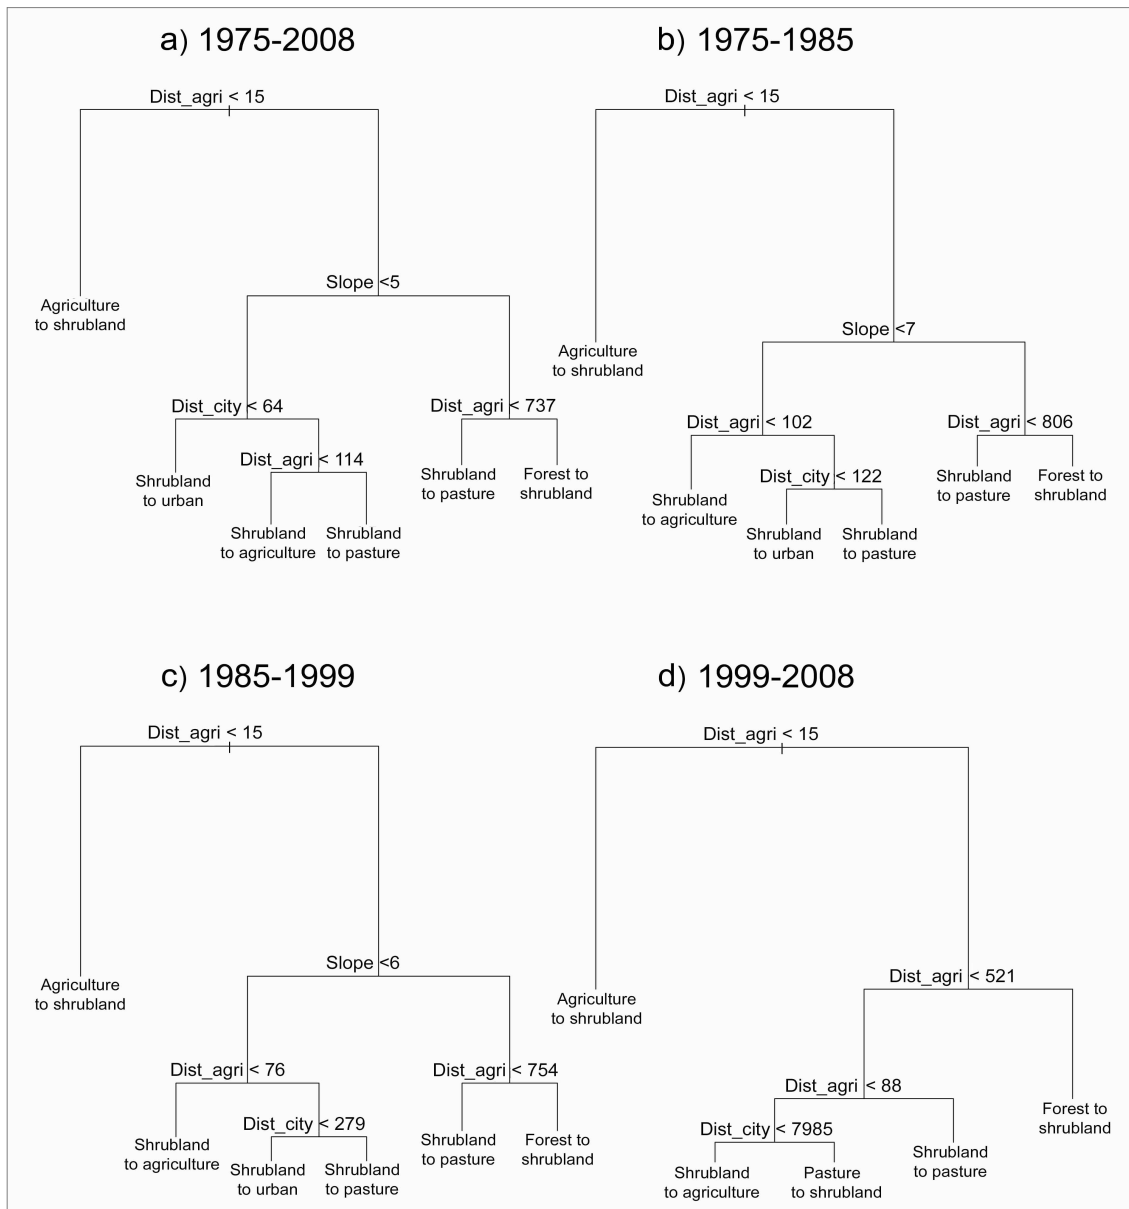 a) 1975-2008
Dist_agri < 15
Slope <5
Agriculture
to shrubland
Dist_city < 64
Dist_agri < 737
Dist_agri < 114
Shrubland
to urban
Shrubland
to pasture
Forest to
shrubland
Shrubland
to agriculture
Shrubland
to pasture
b) 1975-1985
Dist_agri < 15
Slope <7
Agriculture
to shrubland
Dist_agri < 102
Dist_agri < 806
Dist_city < 122
Shrubland
to agriculture
Shrubland
to pasture
Forest to
shrubland
Shrubland
to urban
Shrubland
to pasture
c) 1985-1999
Dist_agri < 15
Slope <6
Agriculture
to shrubland
Dist_agri < 76
Dist_agri < 754
Dist_city < 279
Shrubland
to agriculture
Shrubland
to pasture
Forest to
shrubland
Shrubland
to urban
Shrubland
to pasture
d) 1999-2008
Dist_agri < 15
Dist_agri < 521
Agriculture
to shrubland
Dist_agri < 88
Forest to
shrubland
Dist_city < 7985
Shrubland
to pasture
Shrubland
to agriculture
Pasture
to shrubland